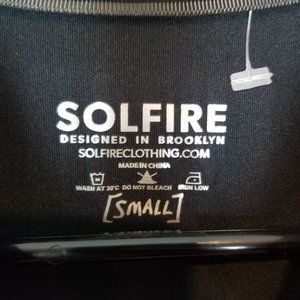 SOLFIRE
DESIGNED IN BROOKLYN
SOLFIRECLOTHING.COM
MADE IN CHINA
WASH AT 30°C DO NOT BLEACH IRON LOW
[SMALL]